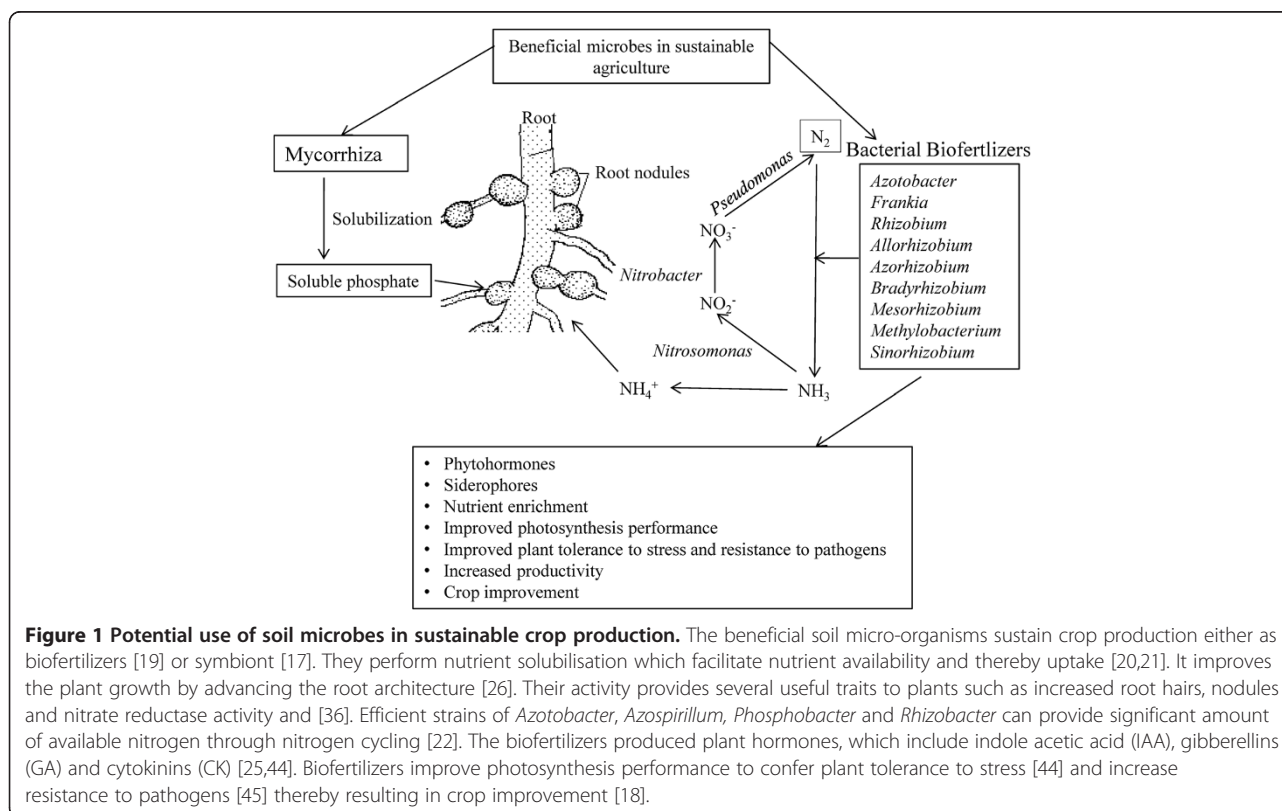 Beneficial microbes in sustainable
agriculture
Root
Mycorrhiza
Root nodules
Solubilization
Soluble phosphate
N₂
Pseudomonas
NO₃⁻
Nitrobacter
NO₂⁻
Nitrosomonas
NH₄⁺
NH₃
Bacterial Biofertlizers
Azotobacter
Frankia
Rhizobium
Allorhizobium
Azorhizobium
Bradyrhizobium
Mesorhizobium
Methylobacterium
Sinorhizobium
• Phytohormones
• Siderophores
• Nutrient enrichment
• Improved photosynthesis performance
• Improved plant tolerance to stress and resistance to pathogens
• Increased productivity
• Crop improvement
Figure 1 Potential use of soil microbes in sustainable crop production. The beneficial soil micro-organisms sustain crop production either as
biofertilizers [19] or symbiont [17]. They perform nutrient solubilisation which facilitate nutrient availability and thereby uptake [20,21]. It improves
the plant growth by advancing the root architecture [26]. Their activity provides several useful traits to plants such as increased root hairs, nodules
and nitrate reductase activity and [36]. Efficient strains of Azotobacter, Azospirillum, Phosphobacter and Rhizobacter can provide significant amount
of available nitrogen through nitrogen cycling [22]. The biofertilizers produced plant hormones, which include indole acetic acid (IAA), gibberellins
(GA) and cytokinins (CK) [25,44]. Biofertilizers improve photosynthesis performance to confer plant tolerance to stress [44] and increase
resistance to pathogens [45] thereby resulting in crop improvement [18].